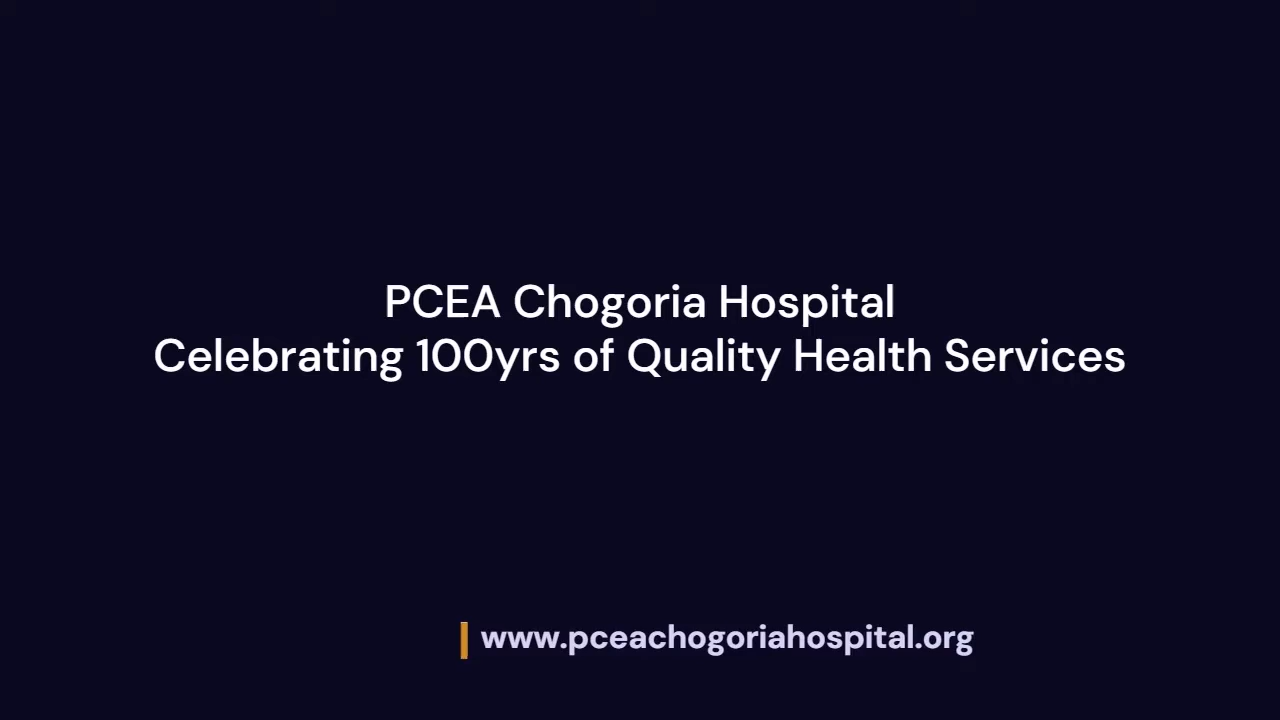 PCEA Chogoria Hospital
Celebrating 100yrs of Quality Health Services
www.pceachogoriahospital.org